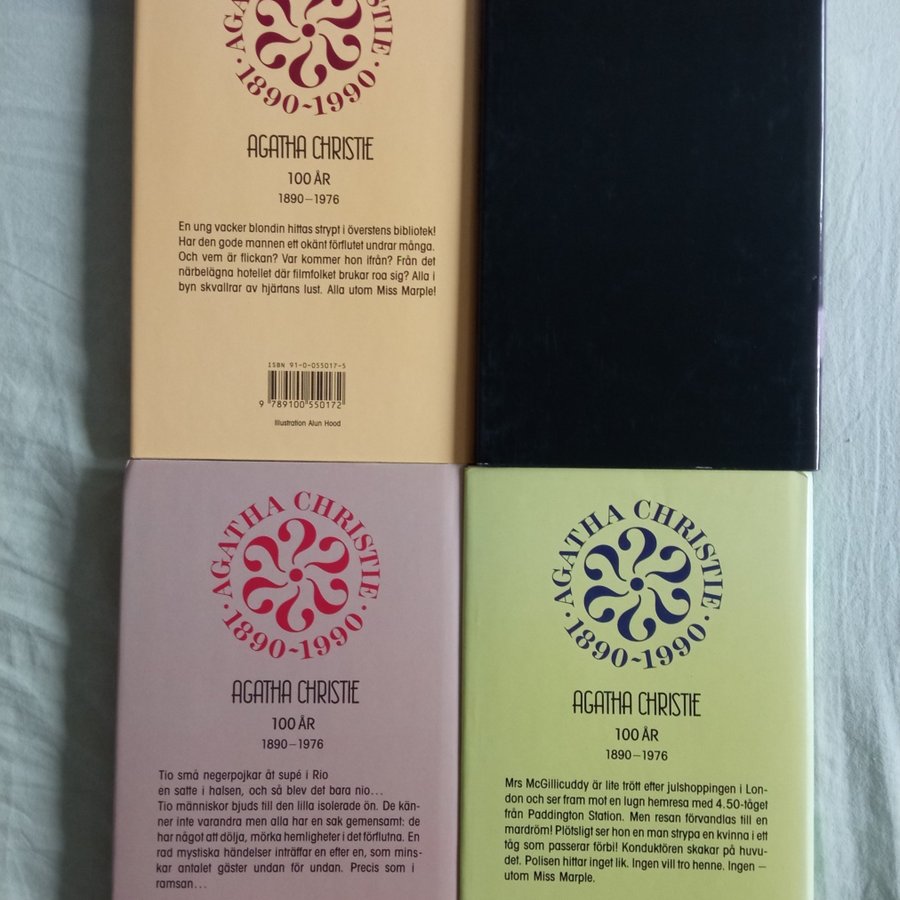 AGATHA CHRISTIE
· 1890~1990 ·
AGATHA CHRISTIE
100 ÅR
1890–1976
En ung vacker blondin hittas strypt i överstens bibliotek!
Har den gode mannen ett okänt förflutet undrar många.
Och vem är flickan? Var kommer hon ifrån? Från det
närbelägna hotellet där filmfolket brukar roa sig? Alla i
byn skvallrar av hjärtans lust. Alla utom Miss Marple!
ISBN 91-0-055017-5
9 789100 550172
Illustration Alun Hood
AGATHA CHRISTIE
· 1890~1990 ·
AGATHA CHRISTIE
100 ÅR
1890–1976
Tio små negerpojkar åt supé i Rio
en satte i halsen, och så blev det bara nio...
Tio människor bjuds till den lilla isolerade ön. De kän-
ner inte varandra men alla har en sak gemensamt: de
har något att dölja, mörka hemligheter i det förflutna. En
rad mystiska händelser inträffar en efter en, som mins-
kar antalet gäster undan för undan. Precis som i
ramsan...
AGATHA CHRISTIE
· 1890~1990 ·
AGATHA CHRISTIE
100 ÅR
1890–1976
Mrs McGillicuddy är lite trött efter julshoppingen i Lon-
don och ser fram mot en lugn hemresa med 4.50-tåget
från Paddington Station. Men resan förvandlas till en
mardröm! Plötsligt ser hon en man strypa en kvinna i ett
tåg som passerar förbi! Konduktören skakar på huvu-
det. Polisen hittar inget lik. Ingen vill tro henne. Ingen –
utom Miss Marple.